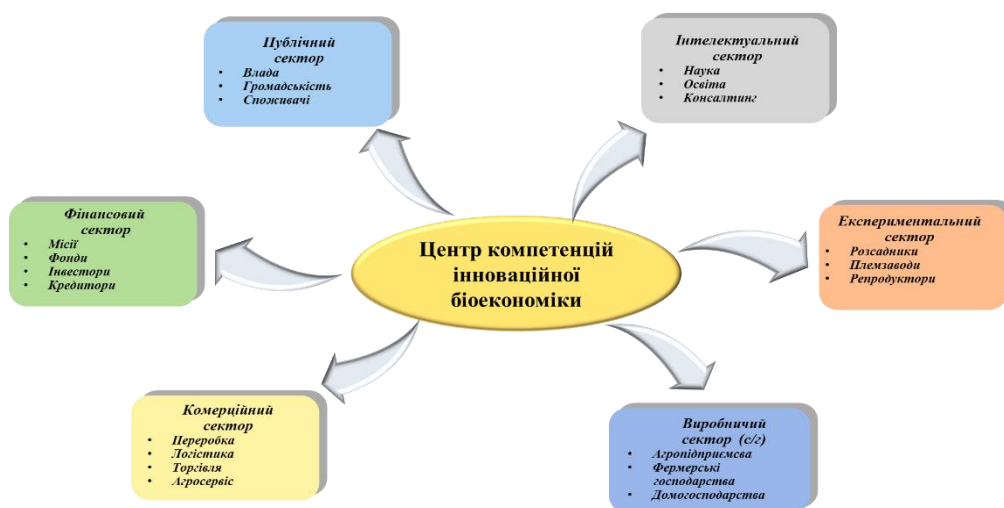 Публічний
сектор
• Влада
• Громадськість
• Споживачі
Інтелектуальний
сектор
• Наука
• Освіта
• Консалтинг
Фінансовий
сектор
• Місії
• Фонди
• Інвестори
• Кредитори
Центр компетенцій
інноваційної
біоекономіки
Експериментальний
сектор
• Розсадники
• Племзаводи
• Репродуктори
Комерційний
сектор
• Переробка
• Логістика
• Торгівля
• Агросервіс
Виробничий
сектор (с/г)
• Агропідприємсва
• Фермерські
господарства
• Домогосподарства